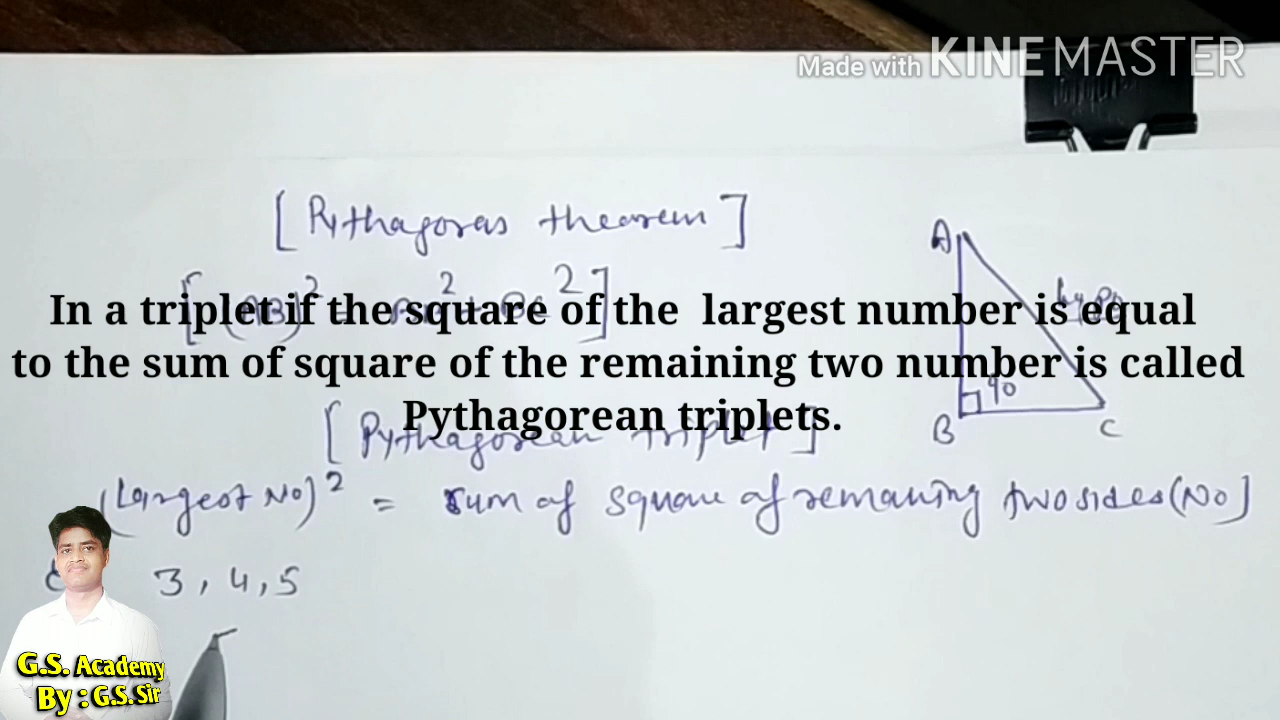 Made with KINEMASTER
[Pythagoras theorem]
A
In a triplet if the square of the largest number is equal
to the sum of square of the remaining two number is called
Pythagorean triplets.
90
B
C
[Pythagorean triplet]
(Largest No)² = sum of square of remaning two sides (No]
3, 4, 5
G.S. Academy
By : G.S. Sir